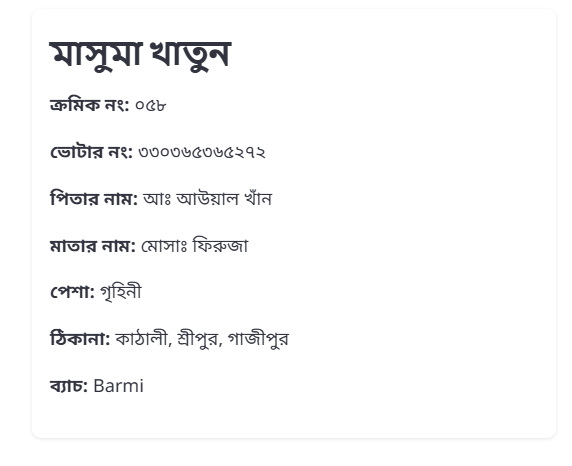 মাসুমা খাতুন
ক্রমিক নং: ০৫৮
ভোটার নং: ৩৩০৩৬৫৩৬৫২৭২
পিতার নাম: আঃ আউয়াল খাঁন
মাতার নাম: মোসাঃ ফিরুজা
পেশা: গৃহিনী
ঠিকানা: কাঠালী, শ্রীপুর, গাজীপুর
ব্যাচ: Barmi